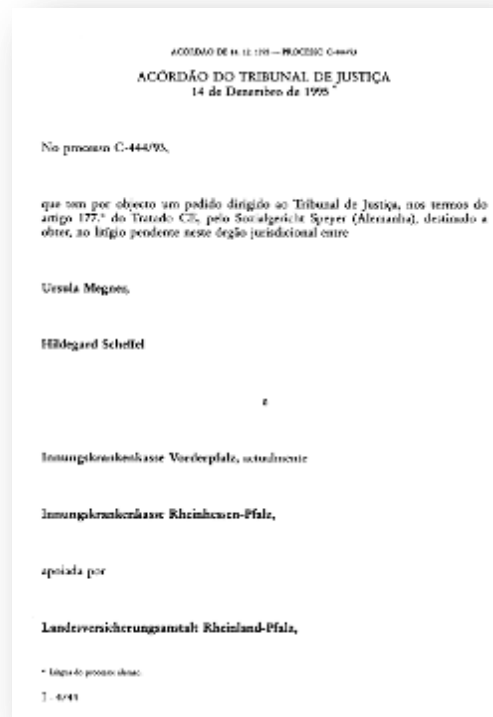 ACÓRDÃO DE 14. 12. 1995 — PROCESSO C-444/93
ACÓRDÃO DO TRIBUNAL DE JUSTIÇA
14 de Dezembro de 1995 *
No processo C-444/93,
que tem por objecto um pedido dirigido ao Tribunal de Justiça, nos termos do
artigo 177.° do Tratado CE, pelo Sozialgericht Speyer (Alemanha), destinado a
obter, no litígio pendente neste órgão jurisdicional entre
Ursula Megner,
Hildegard Scheffel
e
Innungskrankenkasse Vorderpfalz, actualmente
Innungskrankenkasse Rheinhessen-Pfalz,
apoiada por
Landesversicherungsanstalt Rheinland-Pfalz,
* Língua do processo: alemão.